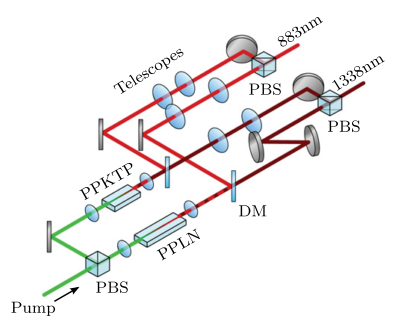 883nm
Telescopes
1338nm
PBS
PBS
PPKTP
DM
PPLN
PBS
Pump